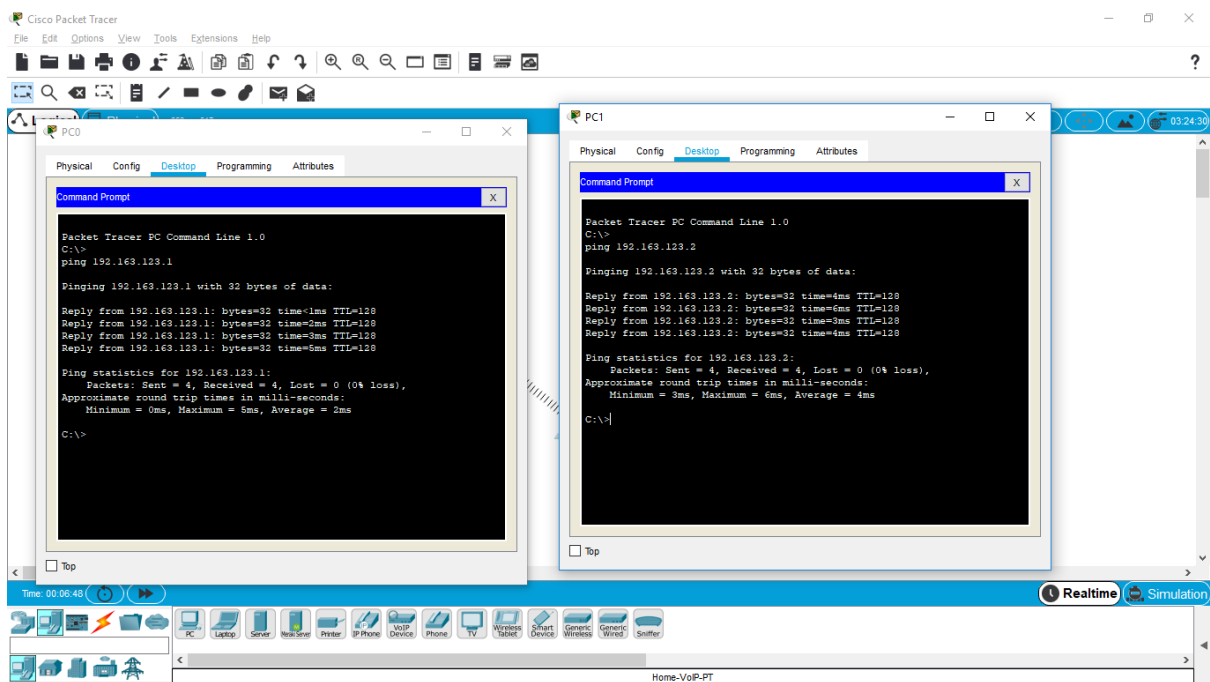 Cisco Packet Tracer
File Edit Options View Tools Extensions Help
?
03:24:30
PC0
Physical Config Desktop Programming Attributes
Command Prompt
X
Packet Tracer PC Command Line 1.0
C:\>
ping 192.163.123.1
Pinging 192.163.123.1 with 32 bytes of data:
Reply from 192.163.123.1: bytes=32 time<1ms TTL=128
Reply from 192.163.123.1: bytes=32 time=2ms TTL=128
Reply from 192.163.123.1: bytes=32 time=3ms TTL=128
Reply from 192.163.123.1: bytes=32 time=5ms TTL=128
Ping statistics for 192.163.123.1:
Packets: Sent = 4, Received = 4, Lost = 0 (0% loss),
Approximate round trip times in milli-seconds:
Minimum = 0ms, Maximum = 5ms, Average = 2ms
C:\>
Top
PC1
Physical Config Desktop Programming Attributes
Command Prompt
X
Packet Tracer PC Command Line 1.0
C:\>
ping 192.163.123.2
Pinging 192.163.123.2 with 32 bytes of data:
Reply from 192.163.123.2: bytes=32 time=4ms TTL=128
Reply from 192.163.123.2: bytes=32 time=6ms TTL=128
Reply from 192.163.123.2: bytes=32 time=3ms TTL=128
Reply from 192.163.123.2: bytes=32 time=4ms TTL=128
Ping statistics for 192.163.123.2:
Packets: Sent = 4, Received = 4, Lost = 0 (0% loss),
Approximate round trip times in milli-seconds:
Minimum = 3ms, Maximum = 6ms, Average = 4ms
C:\>
Top
Time: 00:06:48
Realtime Simulation
PC Laptop Server Meraki Server Printer IP Phone VoIP Device Phone TV Wireless Tablet Smart Device Generic Wireless Generic Wired Sniffer
Home-VoIP-PT